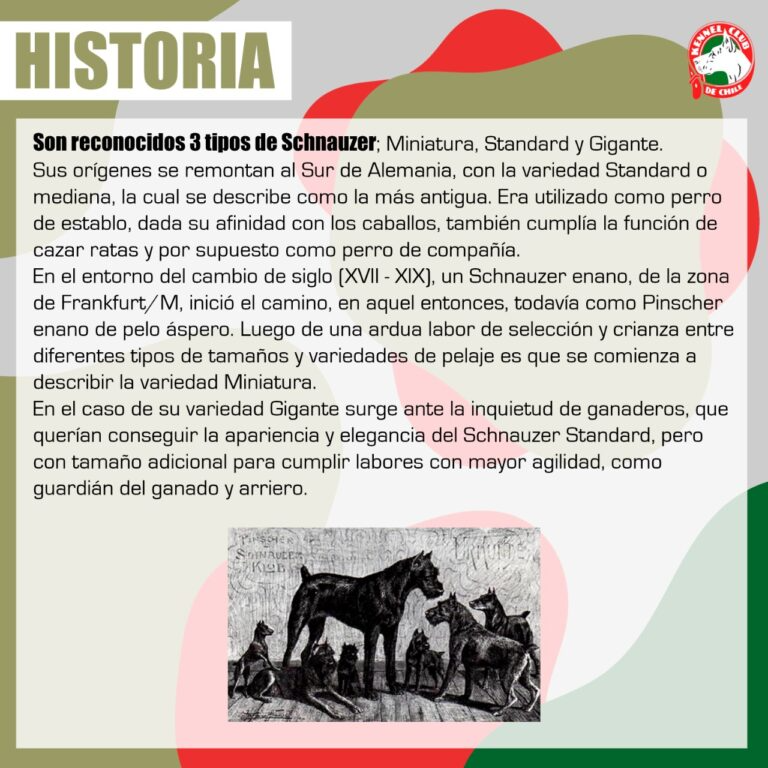 HISTORIA
KENNEL CLUB
DE CHILE
Son reconocidos 3 tipos de Schnauzer; Miniatura, Standard y Gigante.
Sus orígenes se remontan al Sur de Alemania, con la variedad Standard o
mediana, la cual se describe como la más antigua. Era utilizado como perro
de establo, dada su afinidad con los caballos, también cumplía la función de
cazar ratas y por supuesto como perro de compañía.
En el entorno del cambio de siglo (XVII - XIX), un Schnauzer enano, de la zona
de Frankfurt/M, inició el camino, en aquel entonces, todavía como Pinscher
enano de pelo áspero. Luego de una ardua labor de selección y crianza entre
diferentes tipos de tamaños y variedades de pelaje es que se comienza a
describir la variedad Miniatura.
En el caso de su variedad Gigante surge ante la inquietud de ganaderos, que
querían conseguir la apariencia y elegancia del Schnauzer Standard, pero
con tamaño adicional para cumplir labores con mayor agilidad, como
guardián del ganado y arriero.
PINSCHER
SCHNAUZER
KLUB